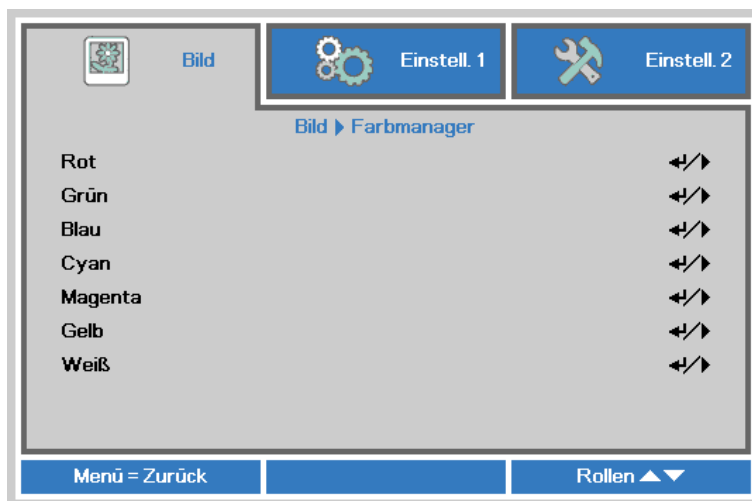 Bild
Einstell. 1
Einstell. 2
Bild ▶ Farbmanager
Rot
Grün
Blau
Cyan
Magenta
Gelb
Weiß
Menü = Zurück
Rollen ▲▼